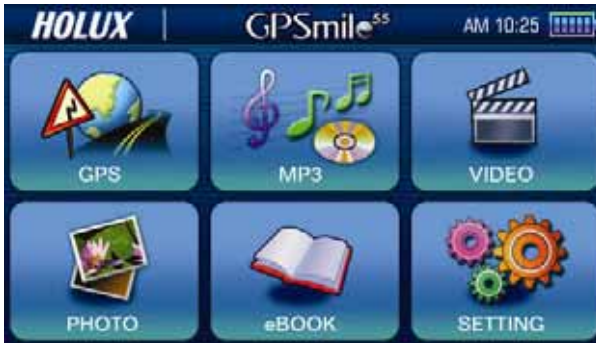 HOLUX GPSmile⁵⁵ AM 10:25
GPS MP3 VIDEO
PHOTO eBOOK SETTING